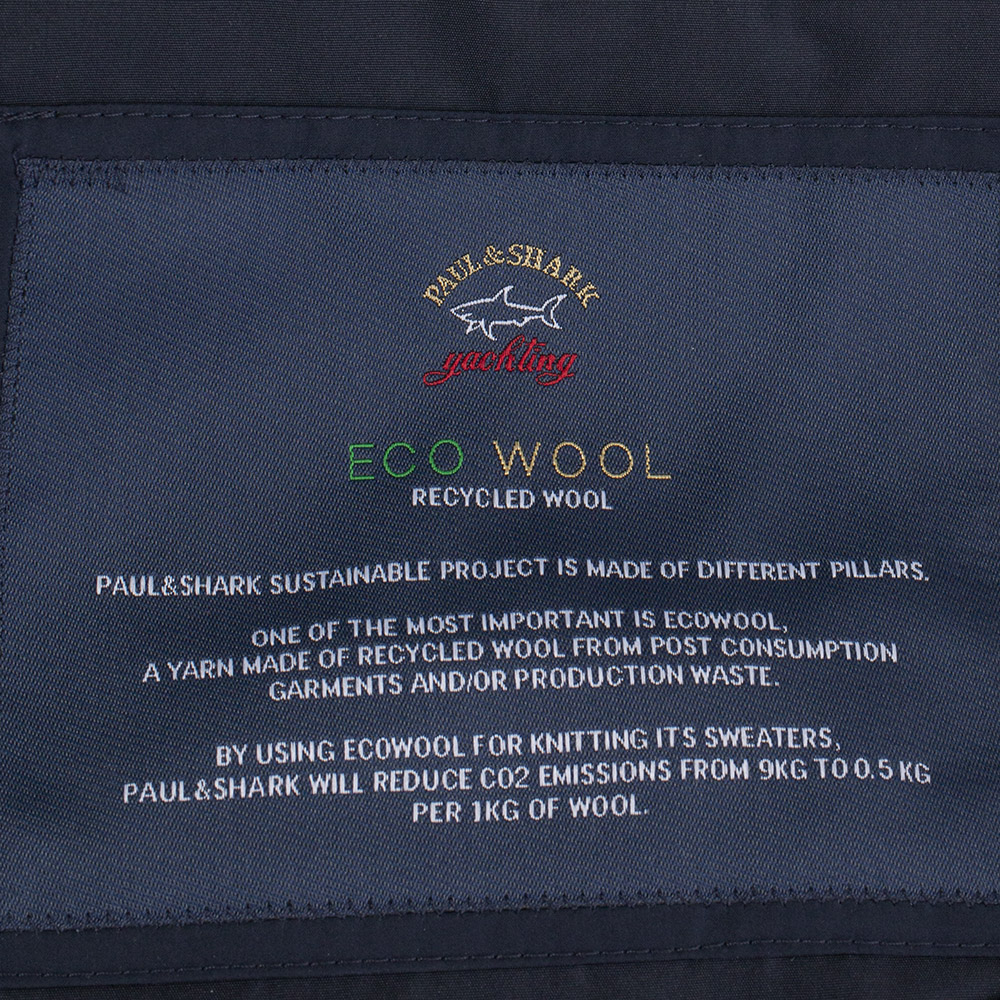 PAUL&SHARK
yachting
ECO WOOL
RECYCLED WOOL
PAUL&SHARK SUSTAINABLE PROJECT IS MADE OF DIFFERENT PILLARS.
ONE OF THE MOST IMPORTANT IS ECOWOOL,
A YARN MADE OF RECYCLED WOOL FROM POST CONSUMPTION
GARMENTS AND/OR PRODUCTION WASTE.
BY USING ECOWOOL FOR KNITTING ITS SWEATERS,
PAUL&SHARK WILL REDUCE CO2 EMISSIONS FROM 9KG TO 0.5 KG
PER 1KG OF WOOL.